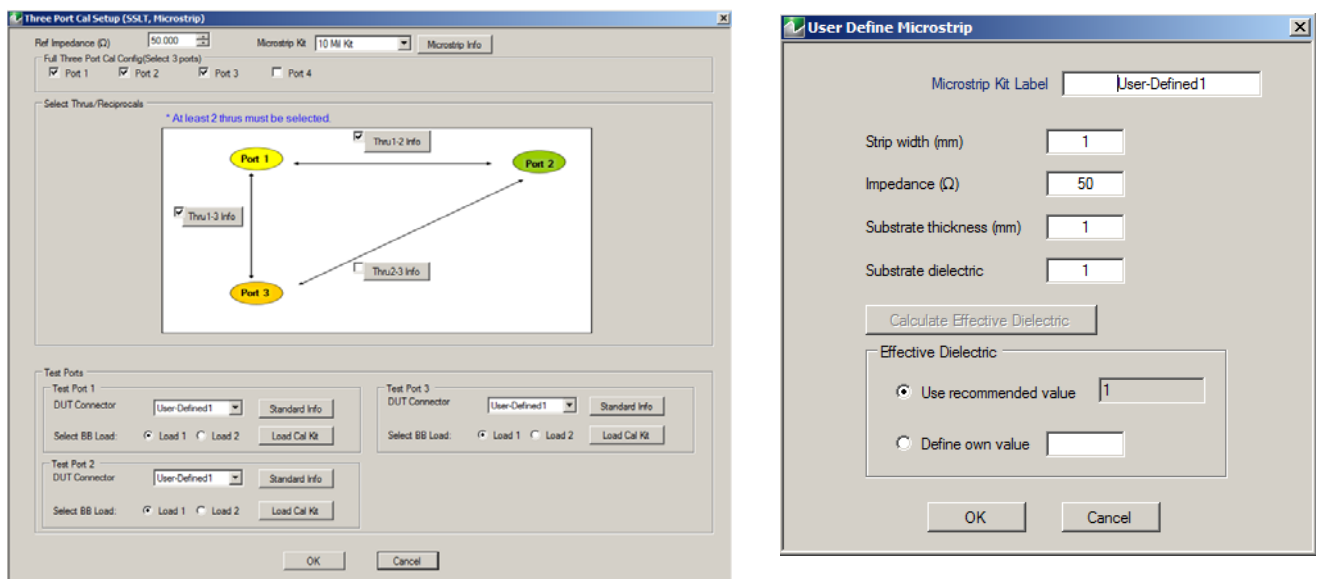 Three Port Cal Setup (SSLT, Microstrip)
Ref Impedance (Ω) 50.000 Microstrip Kit 10 Mil Kit Microstrip Info
Full Three Port Cal Config(Select 3 ports)
Port 1 Port 2 Port 3 Port 4
Select Thrus/Reciprocals
* At least 2 thrus must be selected.
Thru1-2 Info
Port 1
Port 2
Thru1-3 Info
Thru2-3 Info
Port 3
Test Ports
Test Port 1
DUT Connector User-Defined1 Standard Info
Select BB Load: Load 1 Load 2 Load Cal Kit
Test Port 3
DUT Connector User-Defined1 Standard Info
Select BB Load: Load 1 Load 2 Load Cal Kit
Test Port 2
DUT Connector User-Defined1 Standard Info
Select BB Load: Load 1 Load 2 Load Cal Kit
OK Cancel
User Define Microstrip
Microstrip Kit Label User-Defined1
Strip width (mm) 1
Impedance (Ω) 50
Substrate thickness (mm) 1
Substrate dielectric 1
Calculate Effective Dielectric
Effective Dielectric
Use recommended value 1
Define own value
OK Cancel